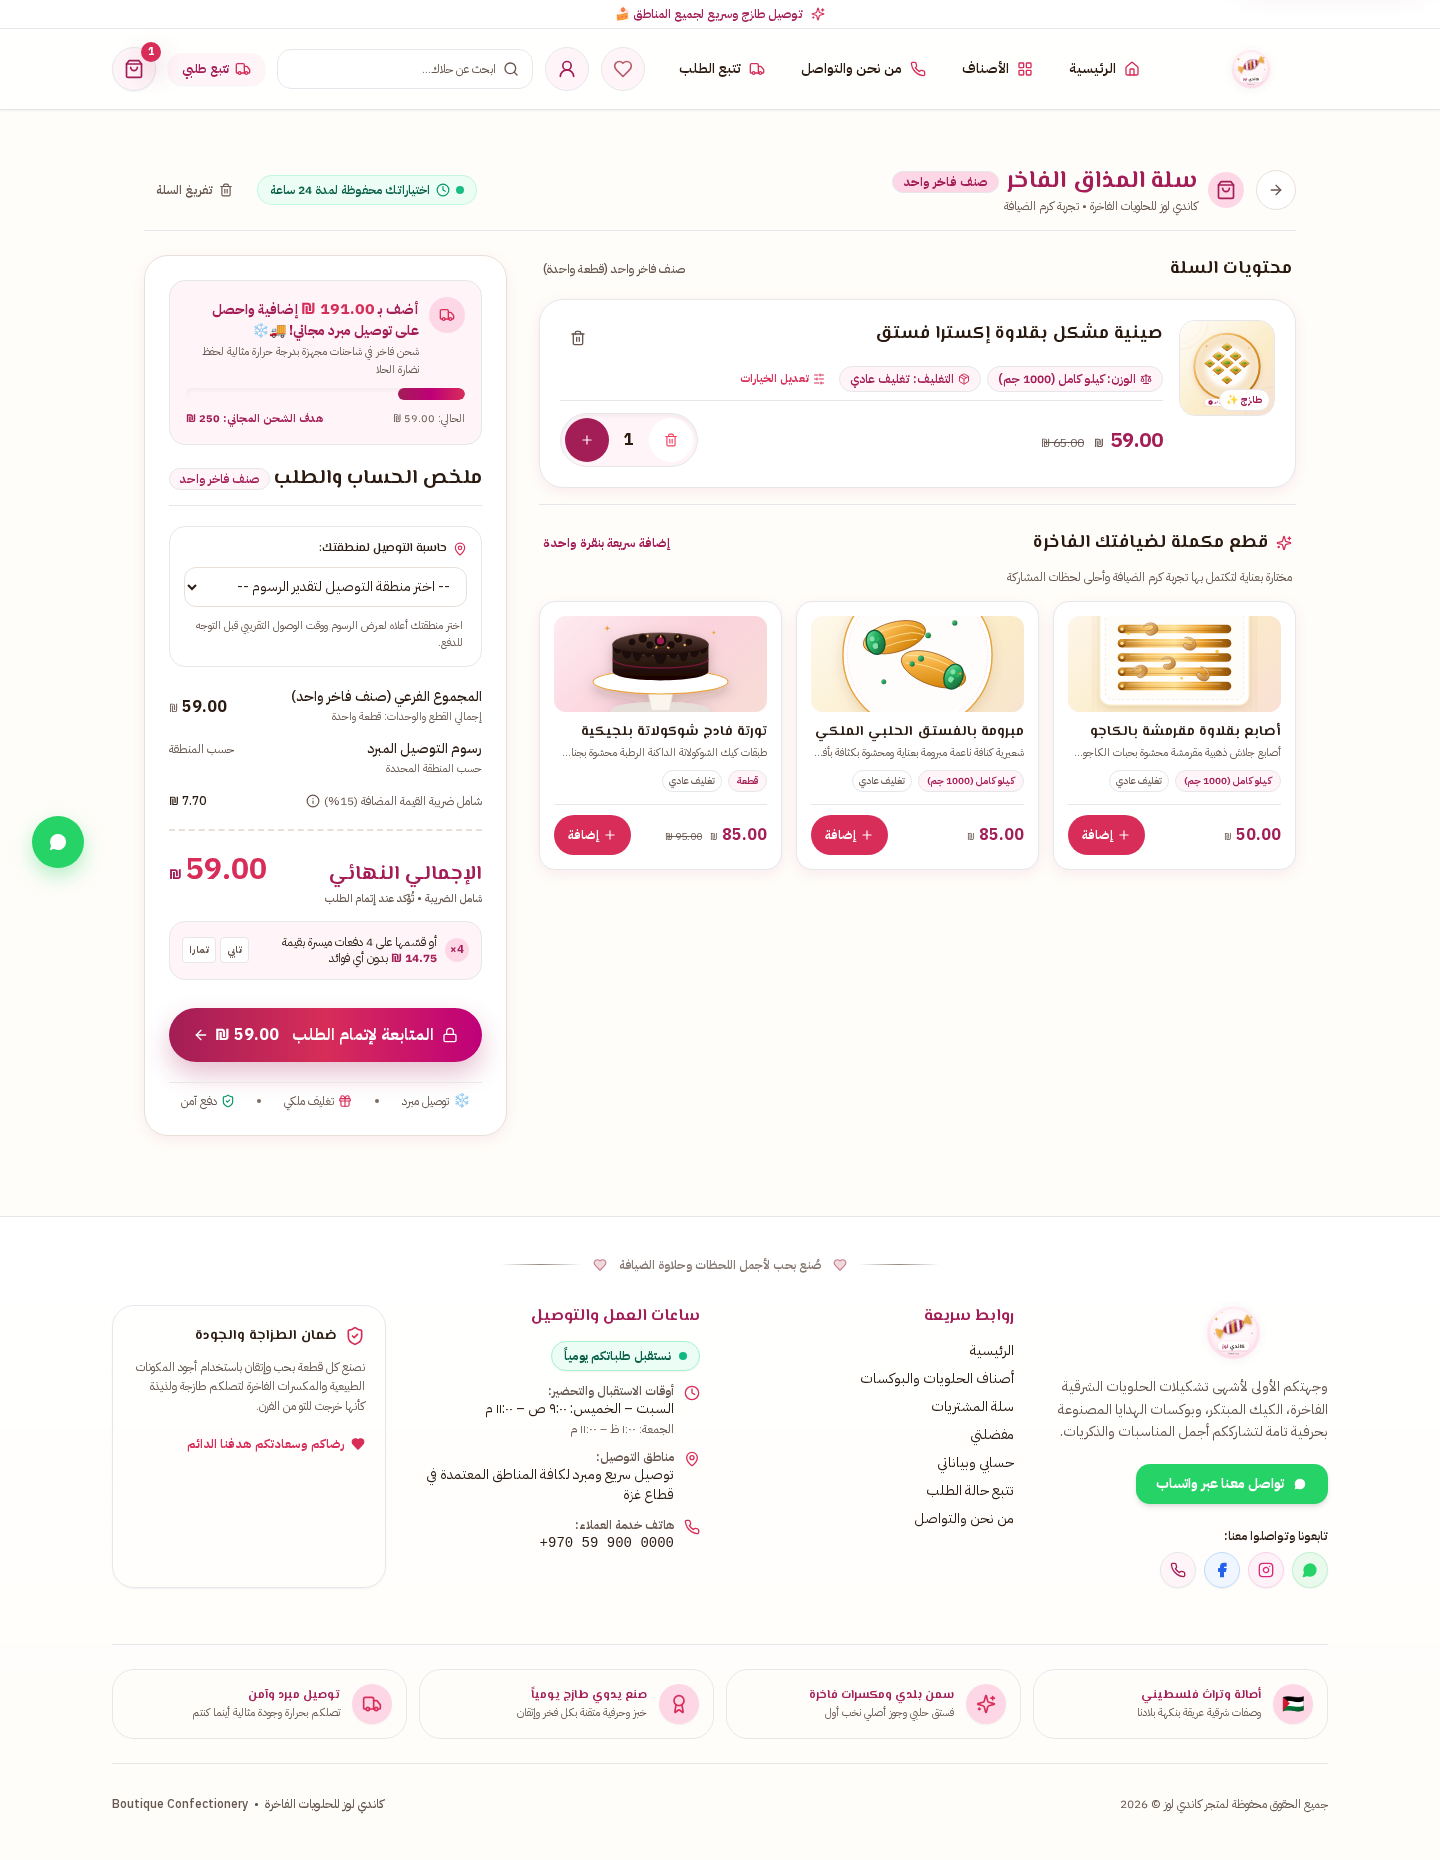 توصيل طازج وسريع لجميع المناطق 🍰
الرئيسية
الأصناف
من نحن والتواصل
تتبع الطلب
ابحث عن حلاك...
تتبع طلبي
1
سلة المذاق الفاخر
صنف فاخر واحد
كاندي لوز للحلويات الفاخرة • تجربة كرم الضيافة
اختياراتك محفوظة لمدة 24 ساعة
تفريغ السلة
محتويات السلة
صنف فاخر واحد (قطعة واحدة)
صينية مشكل بقلاوة إكسترا فستق
الوزن: كيلو كامل (1000 جم)
التغليف: تغليف عادي
تعديل الخيارات
طازج ✨
59.00 ₪
65.00 ₪
1
قطع مكملة لضيافتك الفاخرة
إضافة سريعة بنقرة واحدة
مختارة بعناية لتكتمل بها تجربة كرم الضيافة وأحلى لحظات المشاركة
أصابع بقلاوة مقرمشة بالكاجو
أصابع جلاش ذهبية مقرمشة محشوة بحبات الكاجو...
كيلو كامل (1000 جم)
تغليف عادي
50.00 ₪
إضافة
مبرومة بالفستق الحلبي الملكي
شعيرية كنافة ناعمة مبرومة بعناية ومحشوة بكثافة بأف...
كيلو كامل (1000 جم)
تغليف عادي
85.00 ₪
إضافة
تورتة فادج شوكولاتة بلجيكية
طبقات كيك الشوكولاتة الداكنة الرطبة محشوة بجنا...
قطعة
تغليف عادي
85.00 ₪
95.00 ₪
إضافة
أضف بـ 191.00 ₪ إضافية واحصل
على توصيل مبرد مجاني! 🚚❄️
شحن فاخر في شاحنات مجهزة بدرجة حرارة مثالية لحفظ
نضارة الحلا
الحالي: 59.00 ₪
هدف الشحن المجاني: 250 ₪
ملخص الحساب والطلب
صنف فاخر واحد
حاسبة التوصيل لمنطقتك:
-- اختر منطقة التوصيل لتقدير الرسوم --
اختر منطقتك أعلاه لعرض الرسوم ووقت الوصول التقريبي قبل التوجه
للدفع.
المجموع الفرعي (صنف فاخر واحد)
59.00 ₪
إجمالي القطع والوحدات: قطعة واحدة
رسوم التوصيل المبرد
حسب المنطقة
حسب المنطقة المحددة
شامل ضريبة القيمة المضافة (15%)
7.70 ₪
الإجمالي النهائي
59.00 ₪
شامل الضريبة • تُؤكد عند إتمام الطلب
4×
أو قسّمها على 4 دفعات ميسرة بقيمة
14.75 ₪ بدون أي فوائد
تابي
تمارا
المتابعة لإتمام الطلب 59.00 ₪
❄️ توصيل مبرد
•
تغليف ملكي
•
دفع آمن
صُنع بحب لأجمل اللحظات وحلاوة الضيافة
كاندي لوز
وجهتكم الأولى لأشهى تشكيلات الحلويات الشرقية
الفاخرة، الكيك المبتكر، وبوكسات الهدايا المصنوعة
بحرفية تامة لتشارككم أجمل المناسبات والذكريات.
تواصل معنا عبر واتساب
تابعونا وتواصلوا معنا:
روابط سريعة
الرئيسية
أصناف الحلويات والبوكسات
سلة المشتريات
مفضلتي
حسابي وبياناتي
تتبع حالة الطلب
من نحن والتواصل
ساعات العمل والتوصيل
نستقبل طلباتكم يومياً
أوقات الاستقبال والتحضير:
السبت – الخميس: ٩:٠٠ ص – ١١:٠٠ م
الجمعة: ١:٠٠ ظ – ١١:٠٠ م
مناطق التوصيل:
توصيل سريع ومبرد لكافة المناطق المعتمدة في
قطاع غزة
هاتف خدمة العملاء:
+970 59 900 0000
ضمان الطزاجة والجودة
نصنع كل قطعة بحب وإتقان باستخدام أجود المكونات
الطبيعية والمكسرات الفاخرة لتصلكم طازجة ولذيذة
كأنها خرجت للتو من الفرن.
رضاكم وسعادتكم هدفنا الدائم
🇵🇸
أصالة وتراث فلسطيني
وصفات شرقية عريقة بنكهة بلادنا
سمن بلدي ومكسرات فاخرة
فستق حلبي وجوز أصلي نخب أول
صنع يدوي طازج يومياً
خبز وحرفية متقنة بكل فخر وإتقان
توصيل مبرد وآمن
تصلكم بحرارة وجودة مثالية أينما كنتم
جميع الحقوق محفوظة لمتجر كاندي لوز © 2026
كاندي لوز للحلويات الفاخرة • Boutique Confectionery